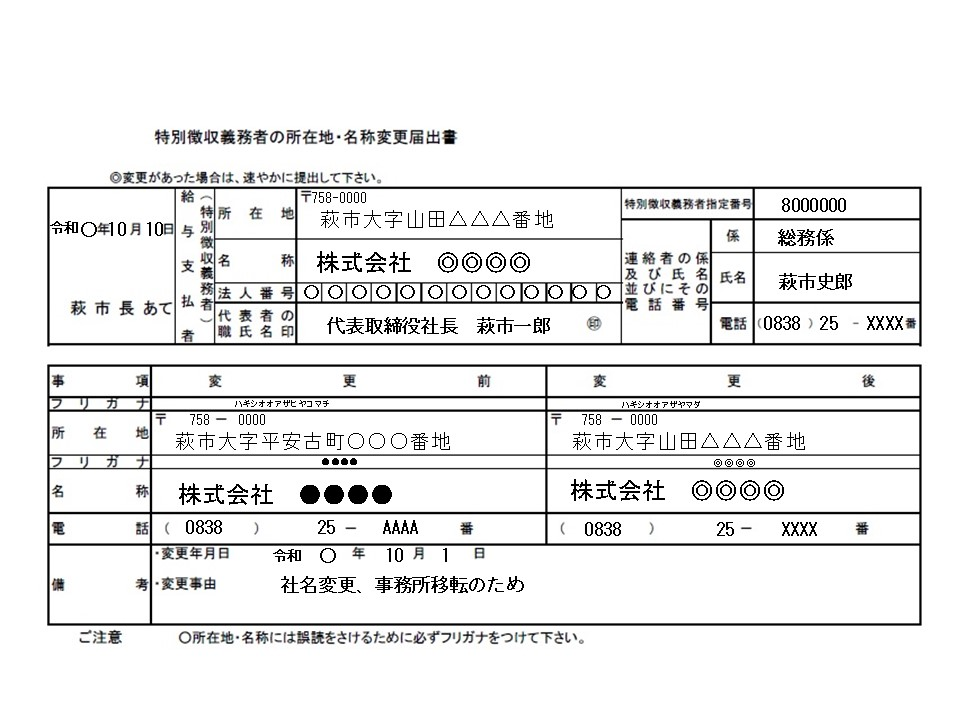 特別徴収義務者の所在地・名称変更届出書
◎変更があった場合は、速やかに提出して下さい。
令和〇年10月10日
萩市長 あて
給与支払者
（特別徴収義務者）
所在地 〒758-0000
萩市大字山田△△△番地
名称 株式会社 ◎◎◎◎
法人番号 〇〇〇〇〇〇〇〇〇〇〇〇〇
代表者の職氏名印 代表取締役社長 萩市一郎 ㊞
特別徴収義務者指定番号 8000000
連絡者の係及び氏名並びにその電話番号
係 総務係
氏名 萩市史郎
電話 (0838)25-XXXX番
事項 変更前 変更後
フリガナ ハギシオオアザヒヤコマチ ハギシオオアザヤマダ
所在地 〒 758 － 0000 〒 758 － 0000
萩市大字平安古町〇〇〇番地 萩市大字山田△△△番地
フリガナ ●●●● ◎◎◎◎
名称 株式会社 ●●●● 株式会社 ◎◎◎◎
電話 ( 0838 ) 25 － AAAA 番 ( 0838 ) 25 － XXXX 番
備考 ・変更年月日 令和 〇 年 10 月 1 日
・変更事由 社名変更、事務所移転のため
ご注意 〇所在地・名称には誤読をさけるために必ずフリガナをつけて下さい。